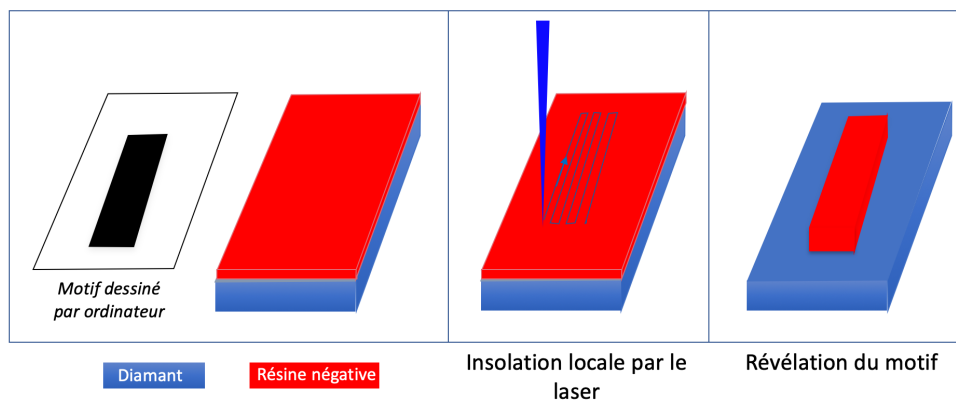 Motif dessiné
par ordinateur
Diamant
Résine négative
Insolation locale par le
laser
Révélation du motif